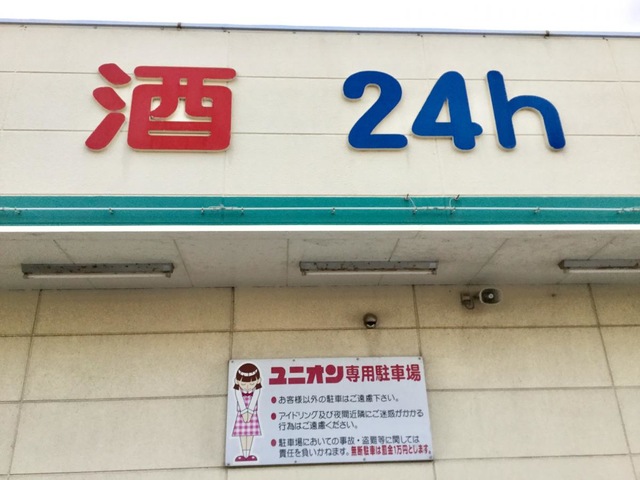 酒 24h
ユニオン専用駐車場
● お客様以外の駐車はご遠慮下さい。
● アイドリング及び夜間近隣にご迷惑がかかる
行為はご遠慮ください。
● 駐車場においての事故・盗難等に関しては
責任を負いかねます。無断駐車は罰金1万円とします。